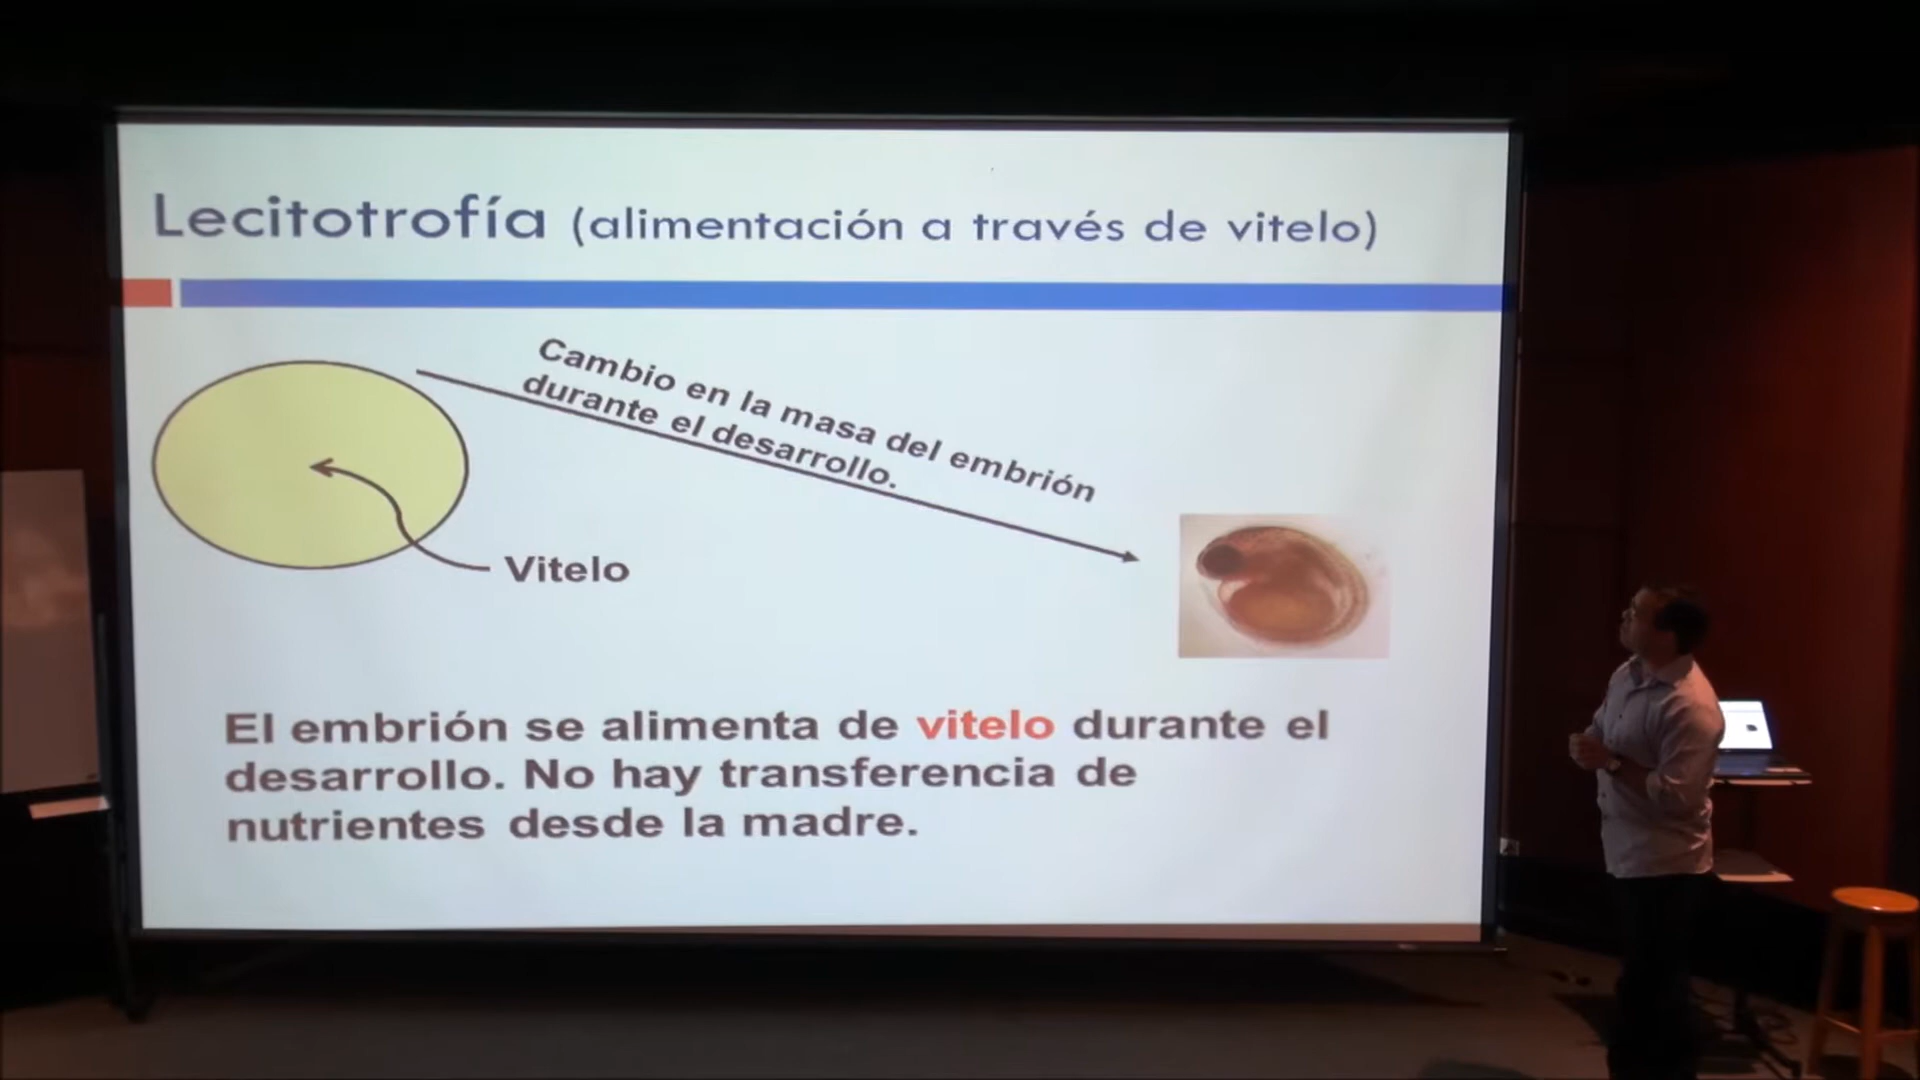 Lecitotrofía (alimentación a través de vitelo)
Cambio en la masa del embrión
durante el desarrollo.
Vitelo
El embrión se alimenta de vitelo durante el
desarrollo. No hay transferencia de
nutrientes desde la madre.